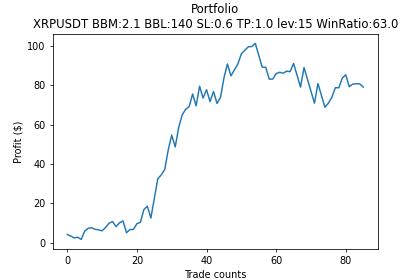 Portfolio
XRPUSDT BBM:2.1 BBL:140 SL:0.6 TP:1.0 lev:15 WinRatio:63.0
100
80
60
40
20
0
Profit ($)
0 20 40 60 80
Trade counts